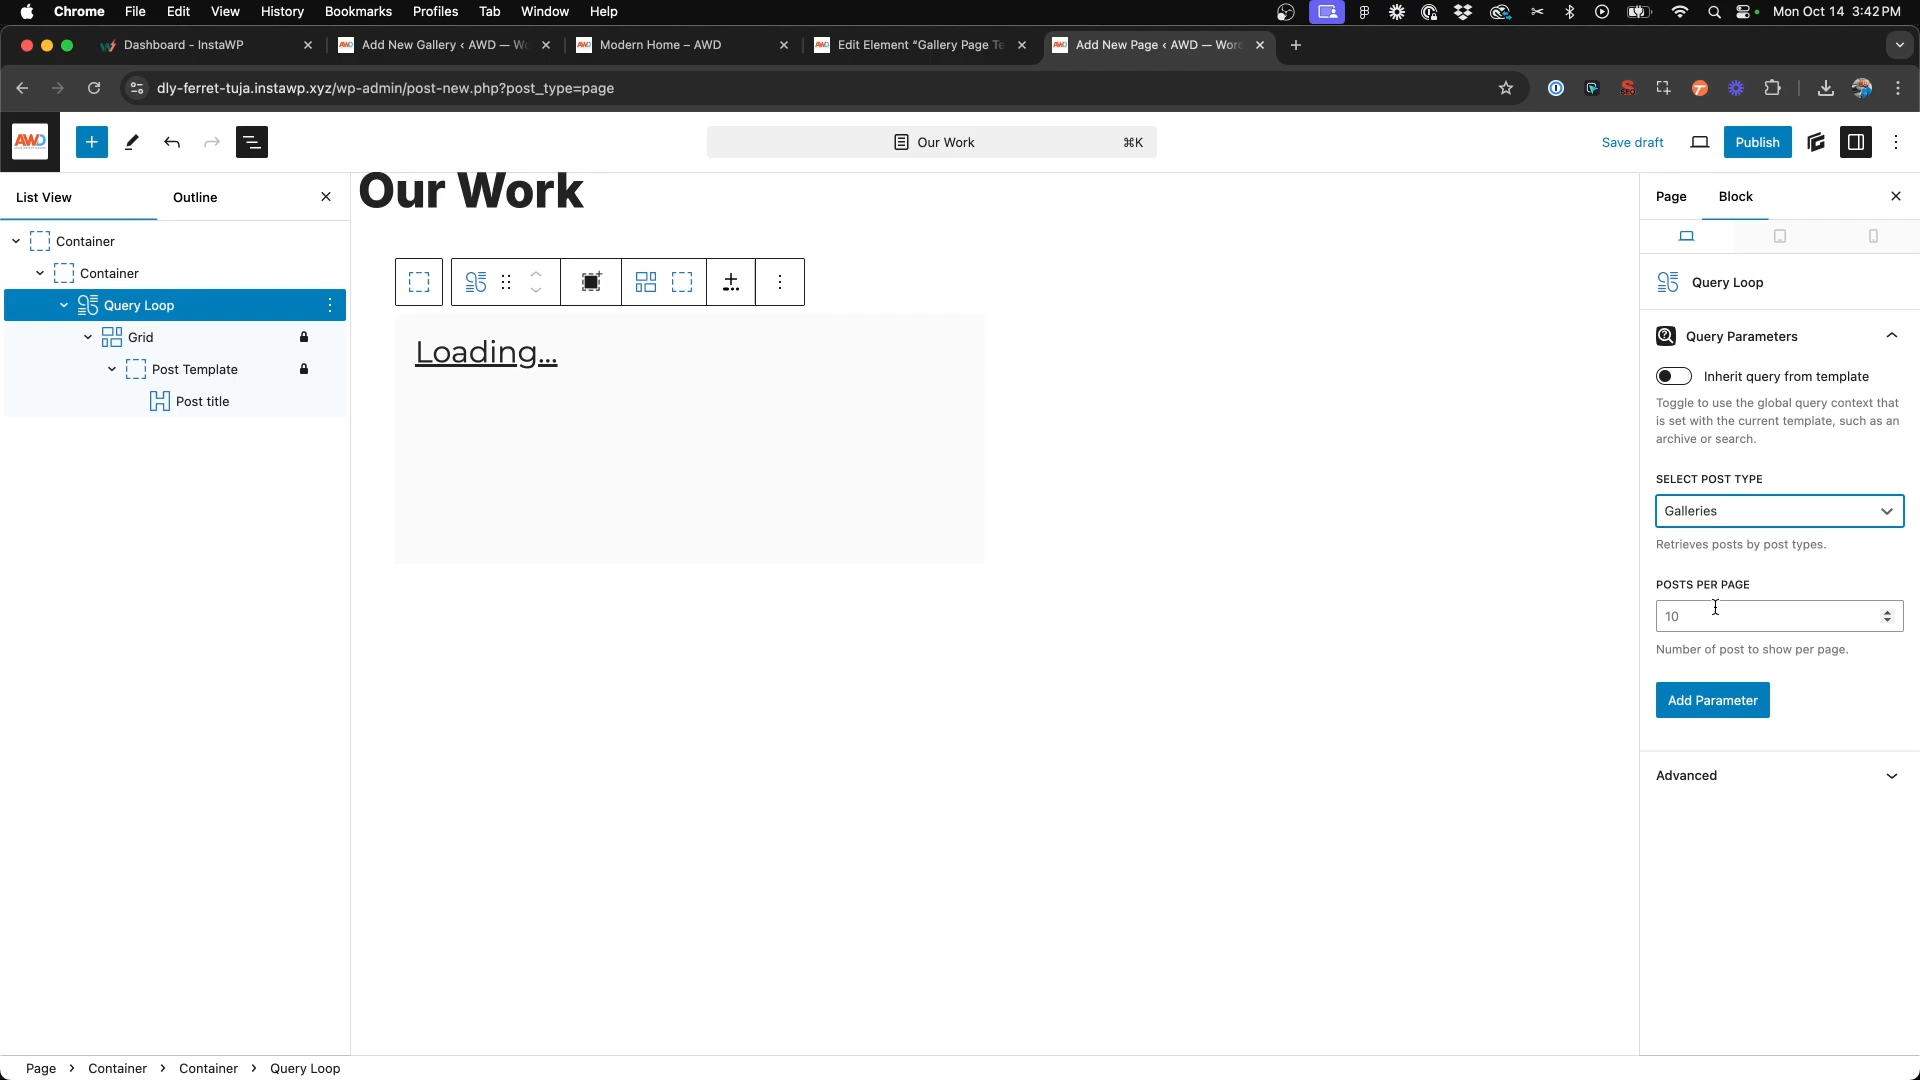 Chrome File Edit View History Bookmarks Profiles Tab Window Help Mon Oct 14 3:42 PM
Dashboard - InstaWP
Add New Gallery ‹ AWD — W
Modern Home – AWD
Edit Element “Gallery Page Te
Add New Page ‹ AWD — Wor
dly-ferret-tuja.instawp.xyz/wp-admin/post-new.php?post_type=page
AWD
Our Work
⌘K
Save draft
Publish
List View
Outline
Page
Block
Our Work
Container
Container
Query Loop
Grid
Post Template
Post title
Loading...
Query Loop
Query Parameters
Inherit query from template
Toggle to use the global query context that
is set with the current template, such as an
archive or search.
SELECT POST TYPE
Galleries
Retrieves posts by post types.
POSTS PER PAGE
10
Number of post to show per page.
Add Parameter
Advanced
Page › Container › Container › Query Loop